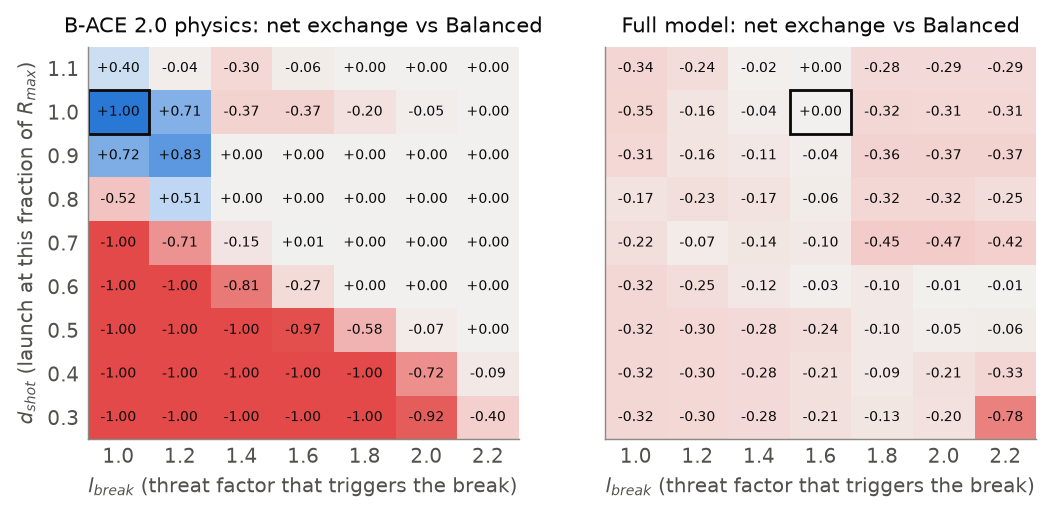 B-ACE 2.0 physics: net exchange vs Balanced
Full model: net exchange vs Balanced
d_shot (launch at this fraction of R_max)
1.1 +0.40 -0.04 -0.30 -0.06 +0.00 +0.00 +0.00
1.0 +1.00 +0.71 -0.37 -0.37 -0.20 -0.05 +0.00
0.9 +0.72 +0.83 +0.00 +0.00 +0.00 +0.00 +0.00
0.8 -0.52 +0.51 +0.00 +0.00 +0.00 +0.00 +0.00
0.7 -1.00 -0.71 -0.15 +0.01 +0.00 +0.00 +0.00
0.6 -1.00 -1.00 -0.81 -0.27 +0.00 +0.00 +0.00
0.5 -1.00 -1.00 -1.00 -0.97 -0.58 -0.07 +0.00
0.4 -1.00 -1.00 -1.00 -1.00 -1.00 -0.72 -0.09
0.3 -1.00 -1.00 -1.00 -1.00 -1.00 -0.92 -0.40
1.0 1.2 1.4 1.6 1.8 2.0 2.2
l_break (threat factor that triggers the break)
-0.34 -0.24 -0.02 +0.00 -0.28 -0.29 -0.29
-0.35 -0.16 -0.04 +0.00 -0.32 -0.31 -0.31
-0.31 -0.16 -0.11 -0.04 -0.36 -0.37 -0.37
-0.17 -0.23 -0.17 -0.06 -0.32 -0.32 -0.25
-0.22 -0.07 -0.14 -0.10 -0.45 -0.47 -0.42
-0.32 -0.25 -0.12 -0.03 -0.10 -0.01 -0.01
-0.32 -0.30 -0.28 -0.24 -0.10 -0.05 -0.06
-0.32 -0.30 -0.28 -0.21 -0.09 -0.21 -0.33
-0.32 -0.30 -0.28 -0.21 -0.13 -0.20 -0.78
1.0 1.2 1.4 1.6 1.8 2.0 2.2
l_break (threat factor that triggers the break)